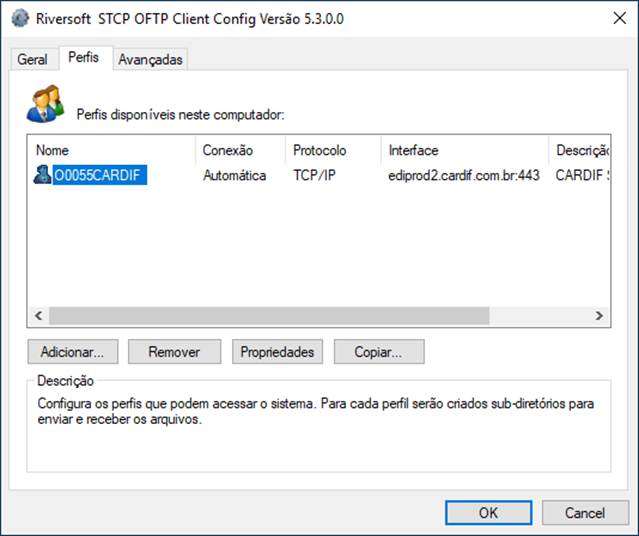 Riversoft STCP OFTP Client Config Versão 5.3.0.0
Geral Perfis Avançadas
Perfis disponíveis neste computador:
Nome Conexão Protocolo Interface Descrição
O0055CARDIF Automática TCP/IP ediprod2.cardif.com.br:443 CARDIF S
Adicionar... Remover Propriedades Copiar...
Descrição
Configura os perfis que podem acessar o sistema. Para cada perfil serão criados sub-diretórios para
enviar e receber os arquivos.
OK Cancel